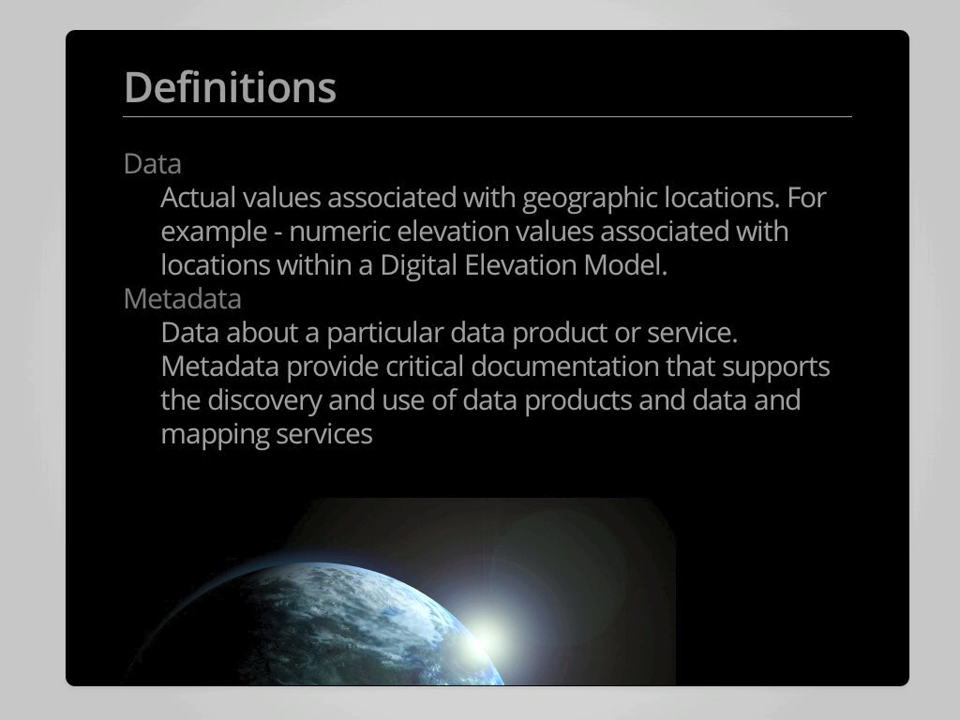 Definitions
Data
Actual values associated with geographic locations. For
example - numeric elevation values associated with
locations within a Digital Elevation Model.
Metadata
Data about a particular data product or service.
Metadata provide critical documentation that supports
the discovery and use of data products and data and
mapping services